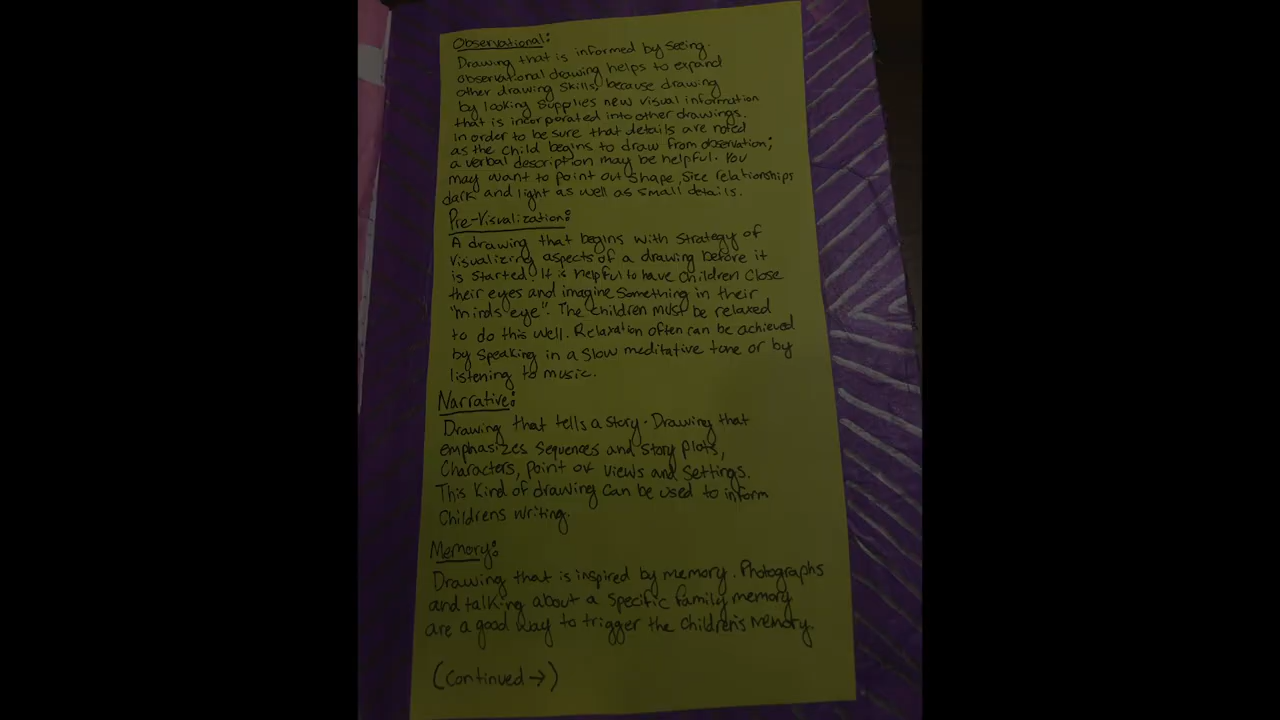 Observational:
Drawing that is informed by seeing.
observational drawing helps to expand
other drawing skills, because drawing
by looking supplies new visual information
that is incorporated into other drawings.
In order to be sure that details are noted
as the child begins to draw from observation;
a verbal description may be helpful. You
may want to point out shape, size relationships
dark and light as well as small details.
Pre-Visualization:
A drawing that begins with strategy of
visualizing aspects of a drawing before it
is started. It is helpful to have children close
their eyes and imagine something in their
"minds eye". The children must be relaxed
to do this well. Relaxation often can be achieved
by speaking in a slow meditative tone or by
listening to music.
Narrative:
Drawing that tells a story. Drawing that
emphasizes sequences and story plots,
characters, point of views and settings.
This kind of drawing can be used to inform
childrens writing.
Memory:
Drawing that is inspired by memory. Photographs
and talking about a specific family memory
are a good way to trigger the children's memory.
(Continued →)